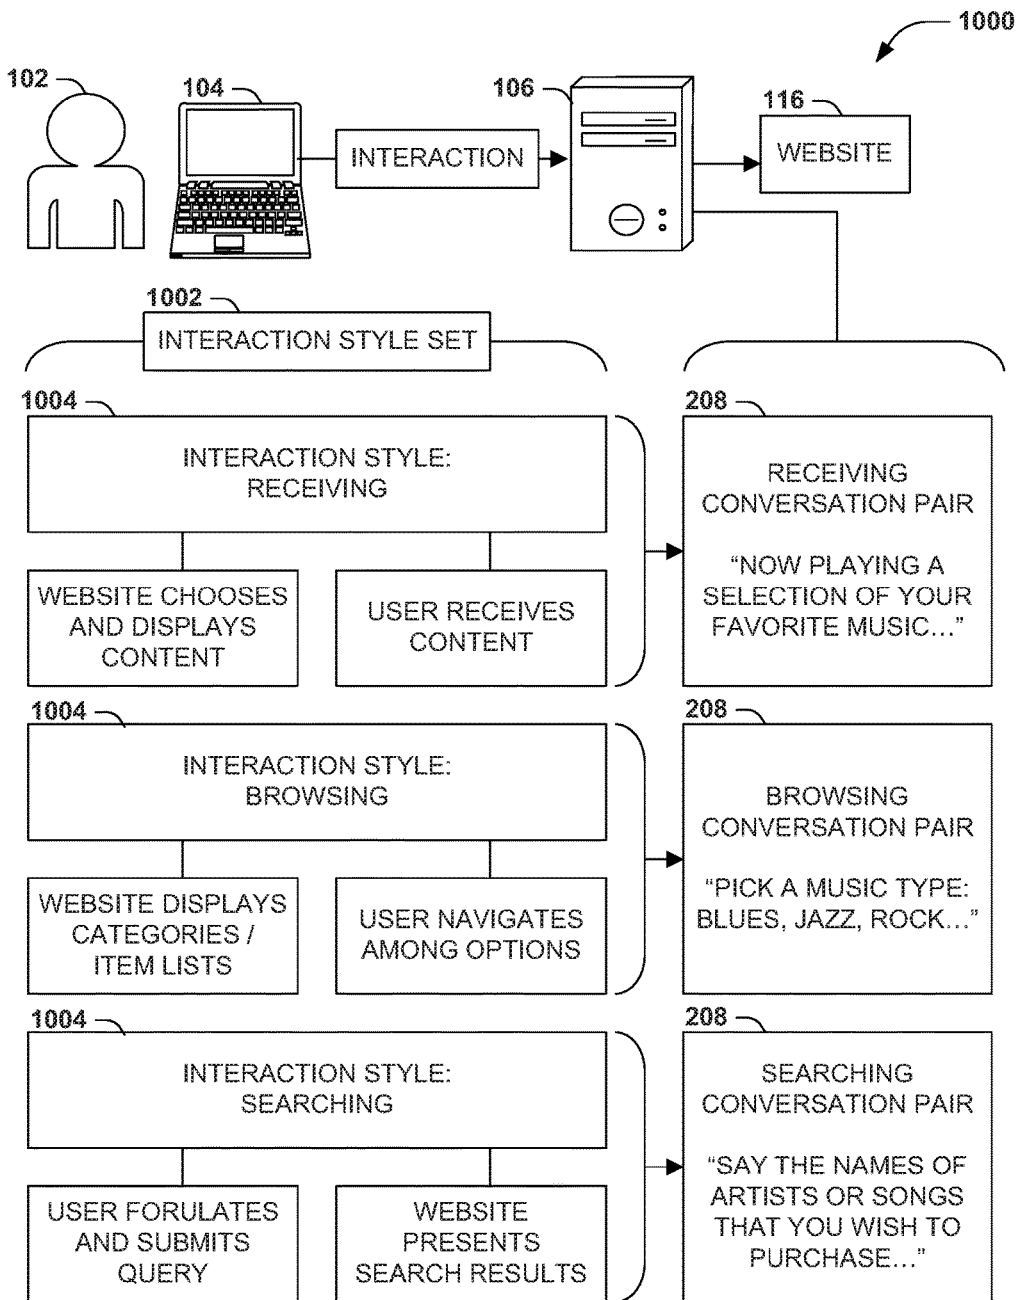 1000
102
104
106
116
INTERACTION
WEBSITE
1002
INTERACTION STYLE SET
1004
INTERACTION STYLE:
RECEIVING
WEBSITE CHOOSES
AND DISPLAYS
CONTENT
USER RECEIVES
CONTENT
208
RECEIVING
CONVERSATION PAIR
“NOW PLAYING A
SELECTION OF YOUR
FAVORITE MUSIC...”
1004
INTERACTION STYLE:
BROWSING
WEBSITE DISPLAYS
CATEGORIES /
ITEM LISTS
USER NAVIGATES
AMONG OPTIONS
208
BROWSING
CONVERSATION PAIR
“PICK A MUSIC TYPE:
BLUES, JAZZ, ROCK...”
1004
INTERACTION STYLE:
SEARCHING
USER FORULATES
AND SUBMITS
QUERY
WEBSITE
PRESENTS
SEARCH RESULTS
208
SEARCHING
CONVERSATION PAIR
“SAY THE NAMES OF
ARTISTS OR SONGS
THAT YOU WISH TO
PURCHASE...”